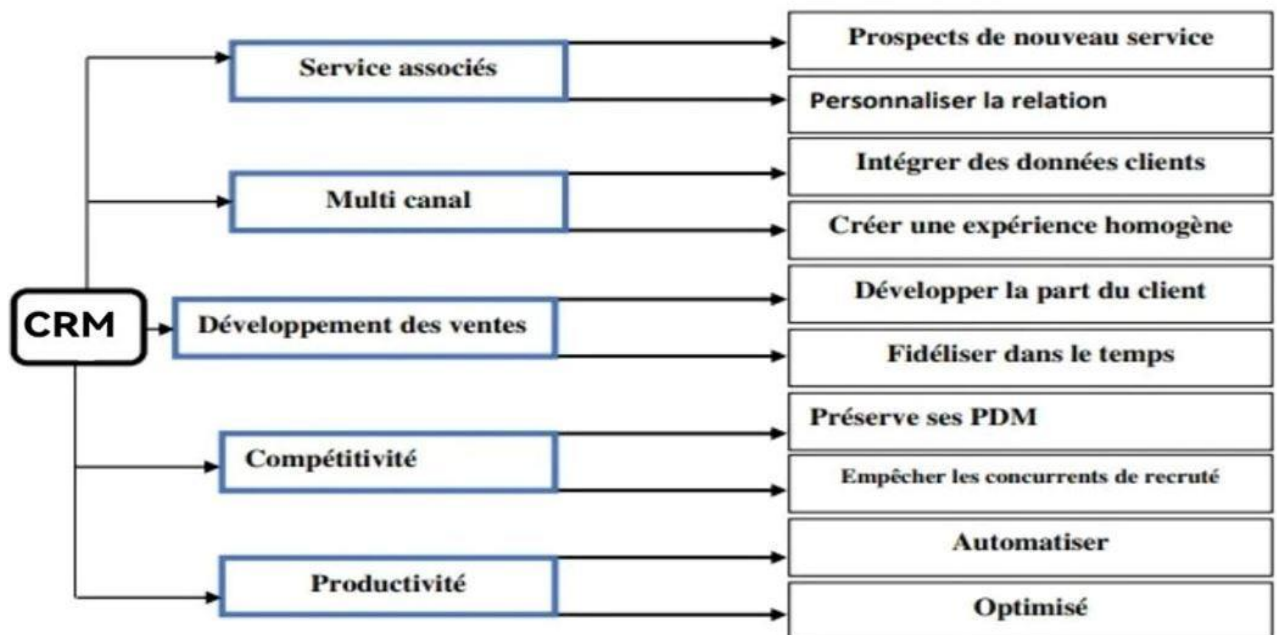 CRM
Service associés
Prospects de nouveau service
Personnaliser la relation
Multi canal
Intégrer des données clients
Créer une expérience homogène
Développement des ventes
Développer la part du client
Fidéliser dans le temps
Compétitivité
Préserve ses PDM
Empêcher les concurrents de recruté
Productivité
Automatiser
Optimisé